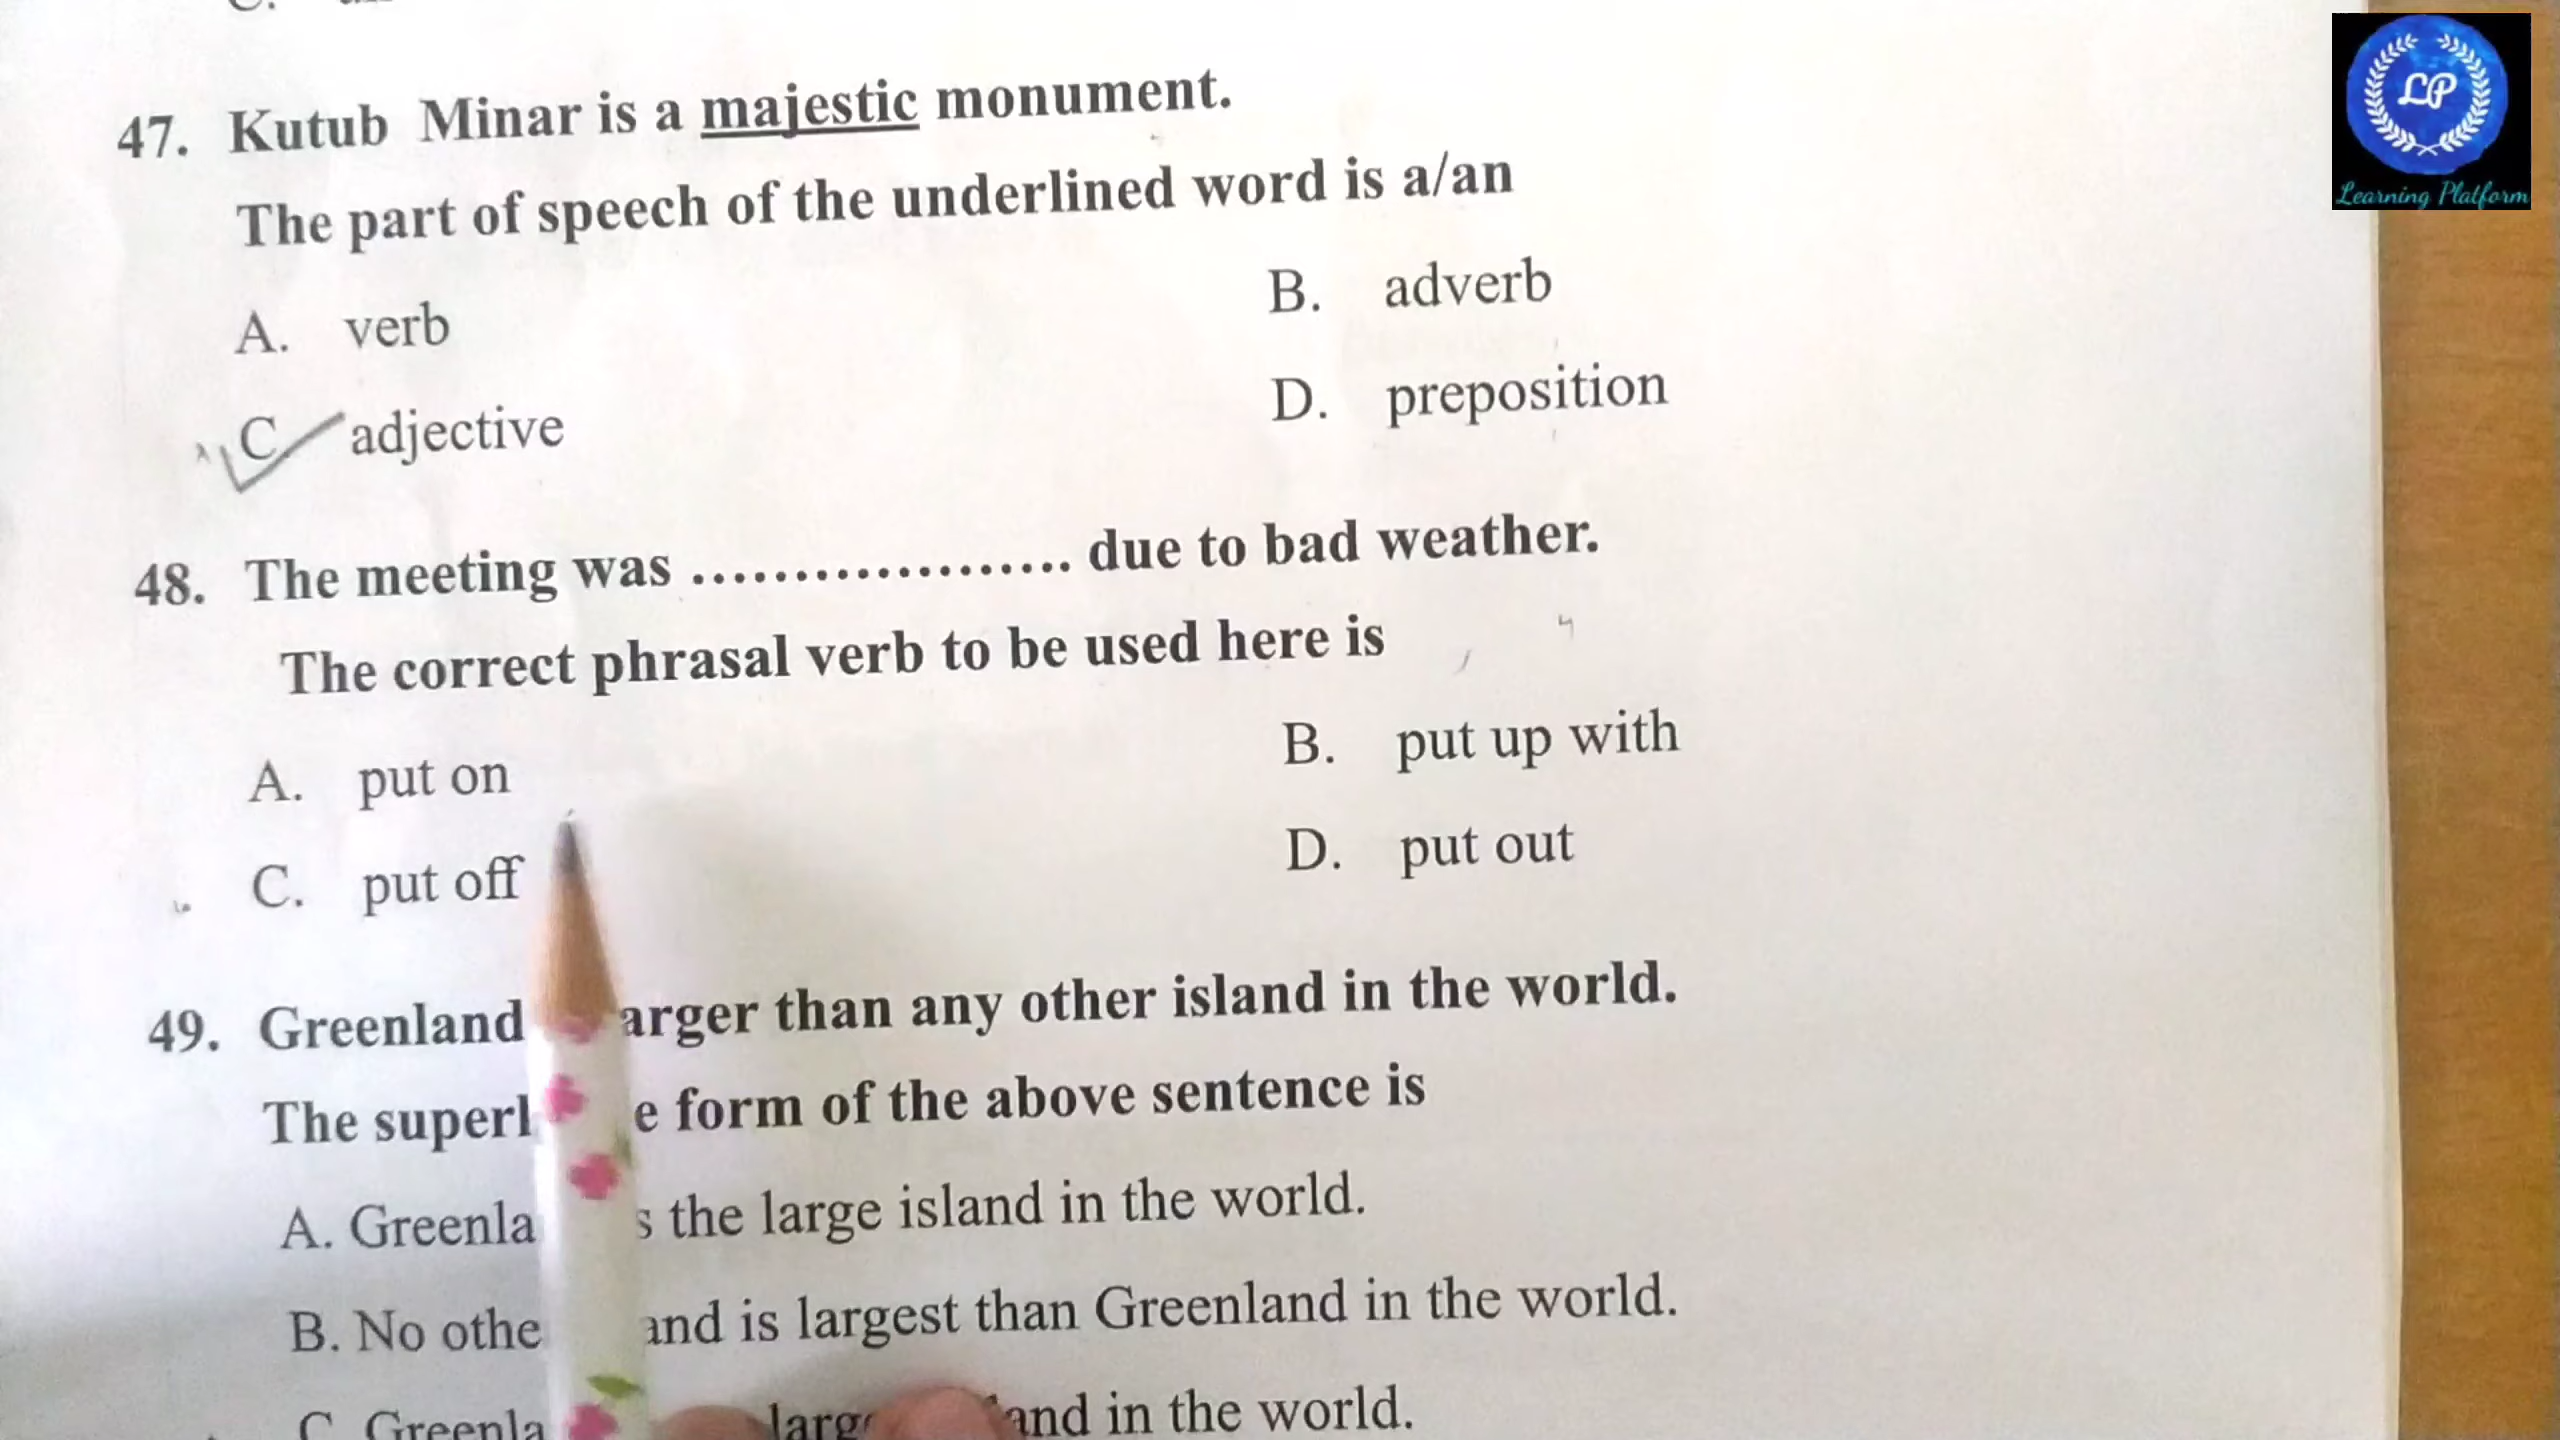 47. Kutub Minar is a majestic monument.
The part of speech of the underlined word is a/an
A. verb
B. adverb
C. adjective
D. preposition
48. The meeting was ................... due to bad weather.
The correct phrasal verb to be used here is
A. put on
B. put up with
C. put off
D. put out
49. Greenland arger than any other island in the world.
The superl e form of the above sentence is
A. Greenla s the large island in the world.
B. No othe and is largest than Greenland in the world.
C Greenla large and in the world.
LP
Learning Platform